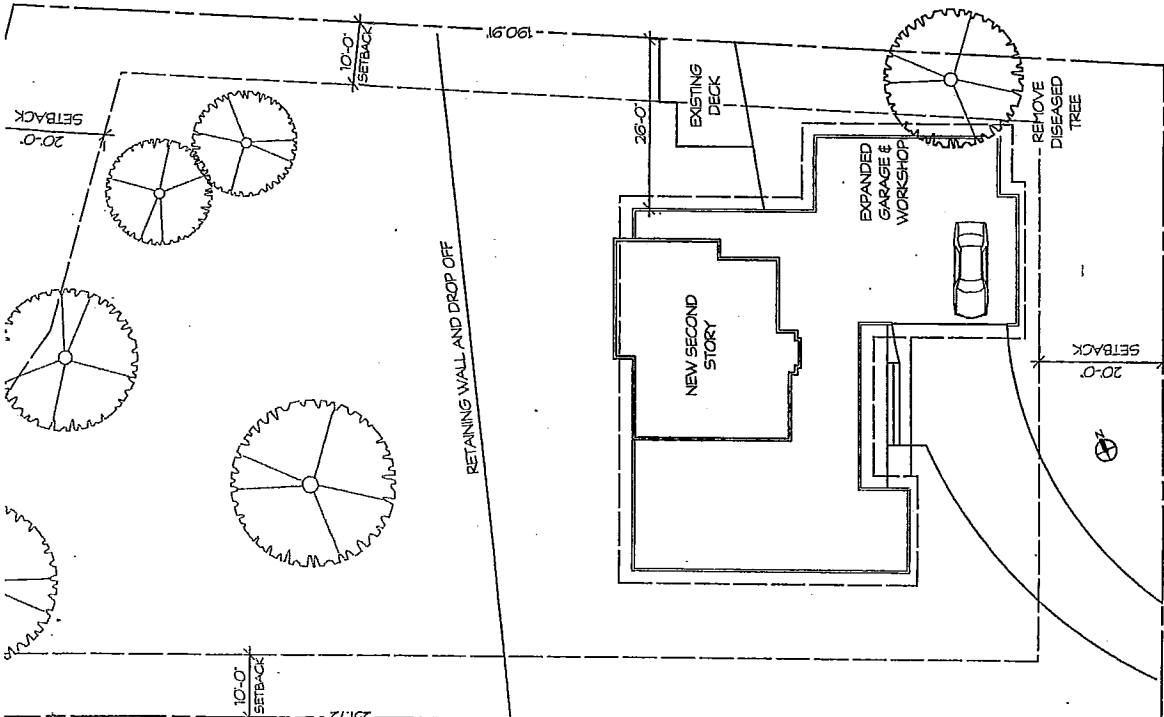 190.91'
10'-0"
SETBACK
20'-0"
SETBACK
26'-0"
EXISTING
DECK
REMOVE
DISEASED
TREE
EXPANDED
GARAGE &
WORKSHOP
RETAINING WALL AND DROP OFF
NEW SECOND
STORY
20'-0"
SETBACK
N
10'-0"
SETBACK